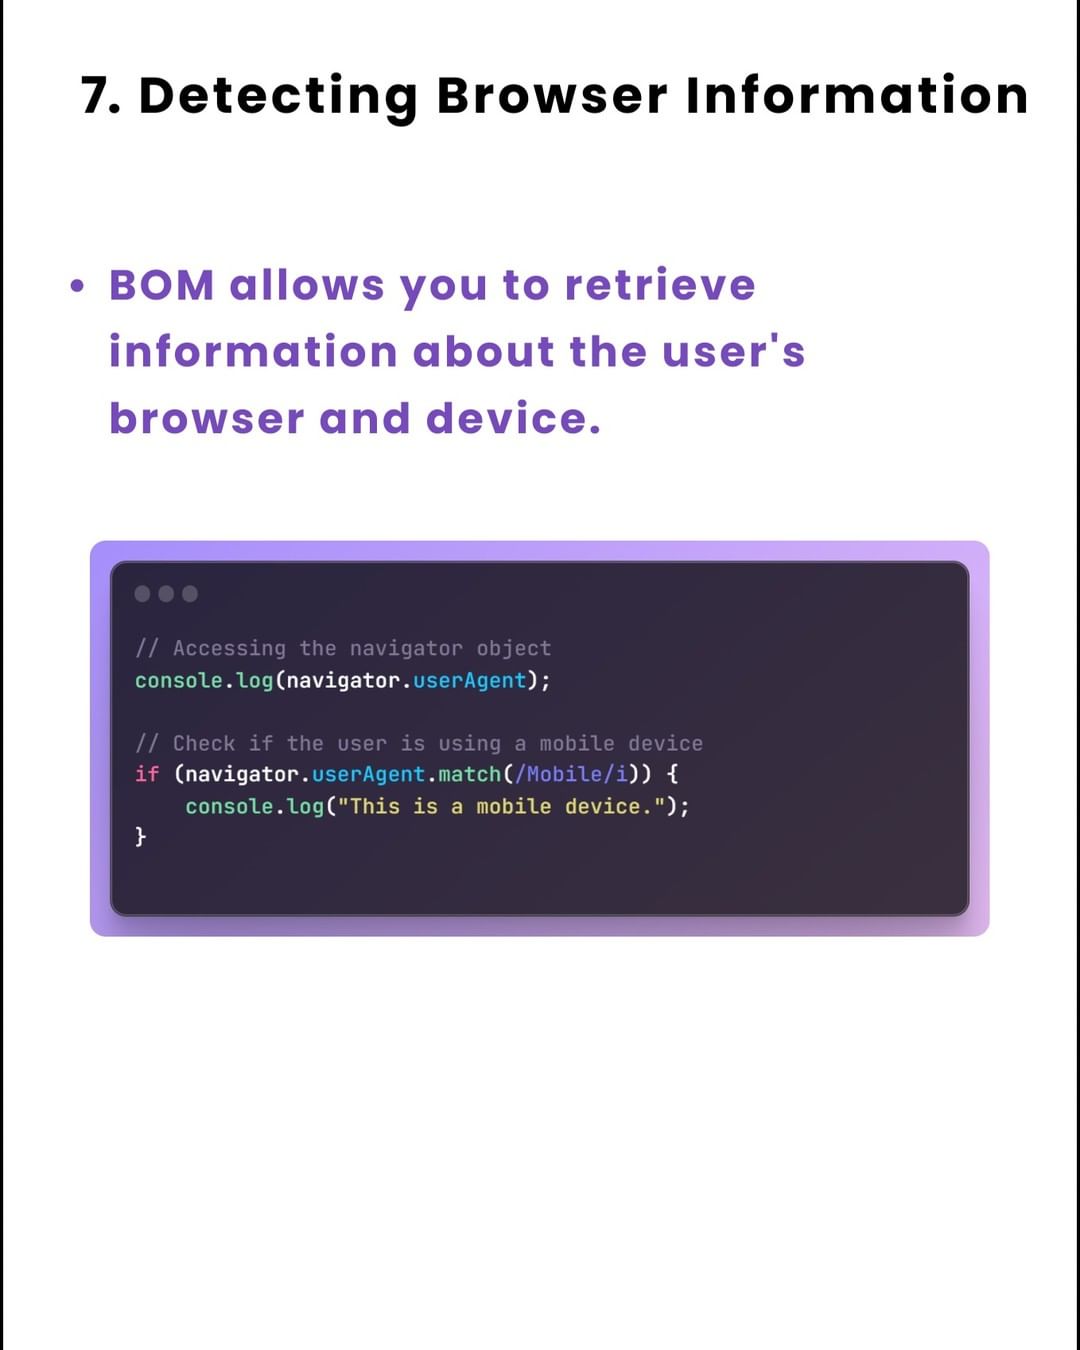 7. Detecting Browser Information
• BOM allows you to retrieve
information about the user's
browser and device.
// Accessing the navigator object
console.log(navigator.userAgent);
// Check if the user is using a mobile device
if (navigator.userAgent.match(/Mobile/i)) {
    console.log("This is a mobile device.");
}